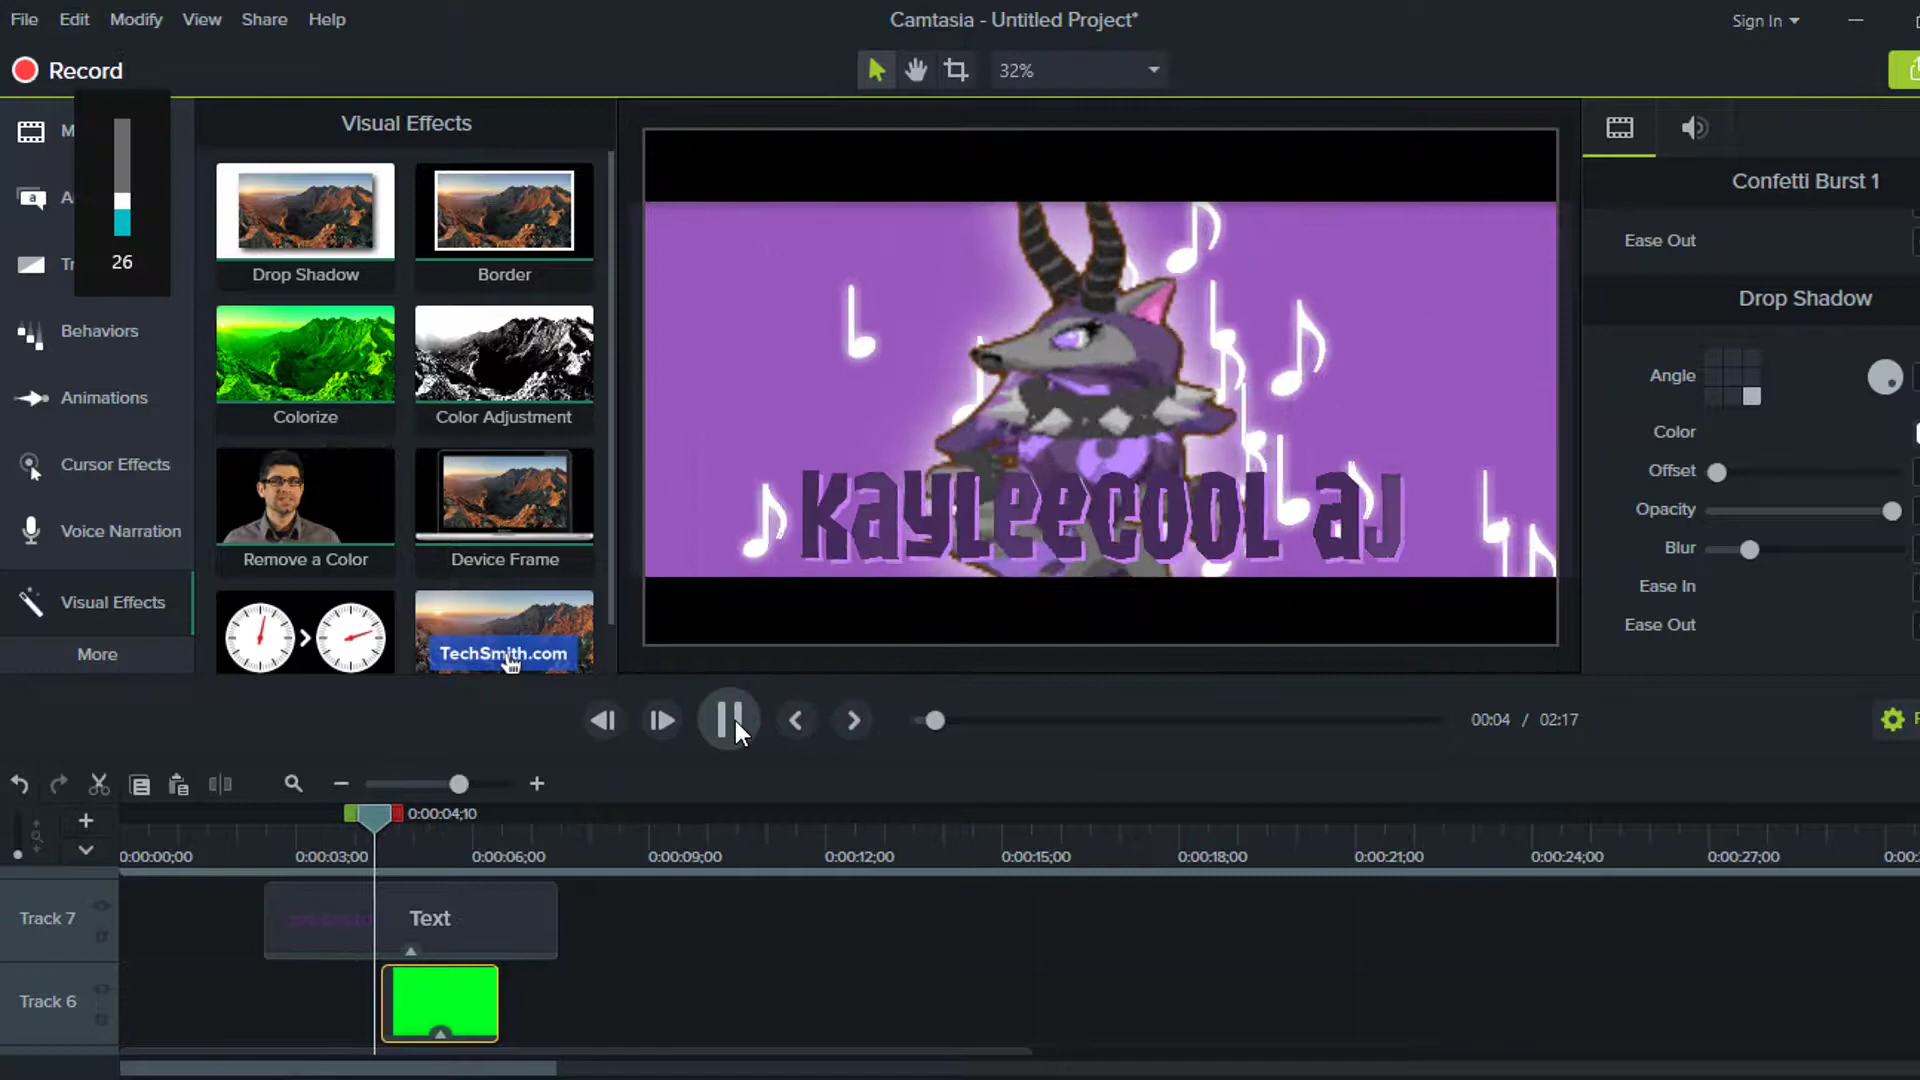 File Edit Modify View Share Help
Camtasia - Untitled Project*
Sign In
Record
32%
M
Visual Effects
Confetti Burst 1
A
a
Ease Out
Tr
26
Drop Shadow
Border
Drop Shadow
Behaviors
Angle
Animations
Colorize
Color Adjustment
Color
Cursor Effects
Offset
KAYLEECOOL AJ
Opacity
Voice Narration
Blur
Remove a Color
Device Frame
Ease In
Visual Effects
Ease Out
More
TechSmith.com
00:04 / 02:17
0:00:04;10
0:00:00;00 0:00:03;00 0:00:06;00 0:00:09;00 0:00:12;00 0:00:15;00 0:00:18;00 0:00:21;00 0:00:24;00 0:00:27;00
Track 7
Text
Track 6